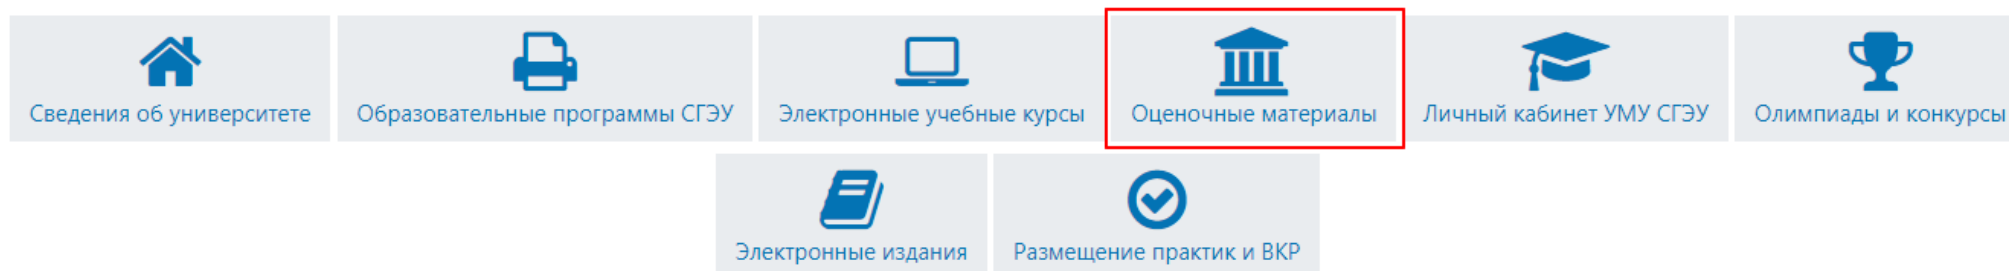 Сведения об университете
Образовательные программы СГЭУ
Электронные учебные курсы
Оценочные материалы
Личный кабинет УМУ СГЭУ
Олимпиады и конкурсы
Электронные издания
Размещение практик и ВКР